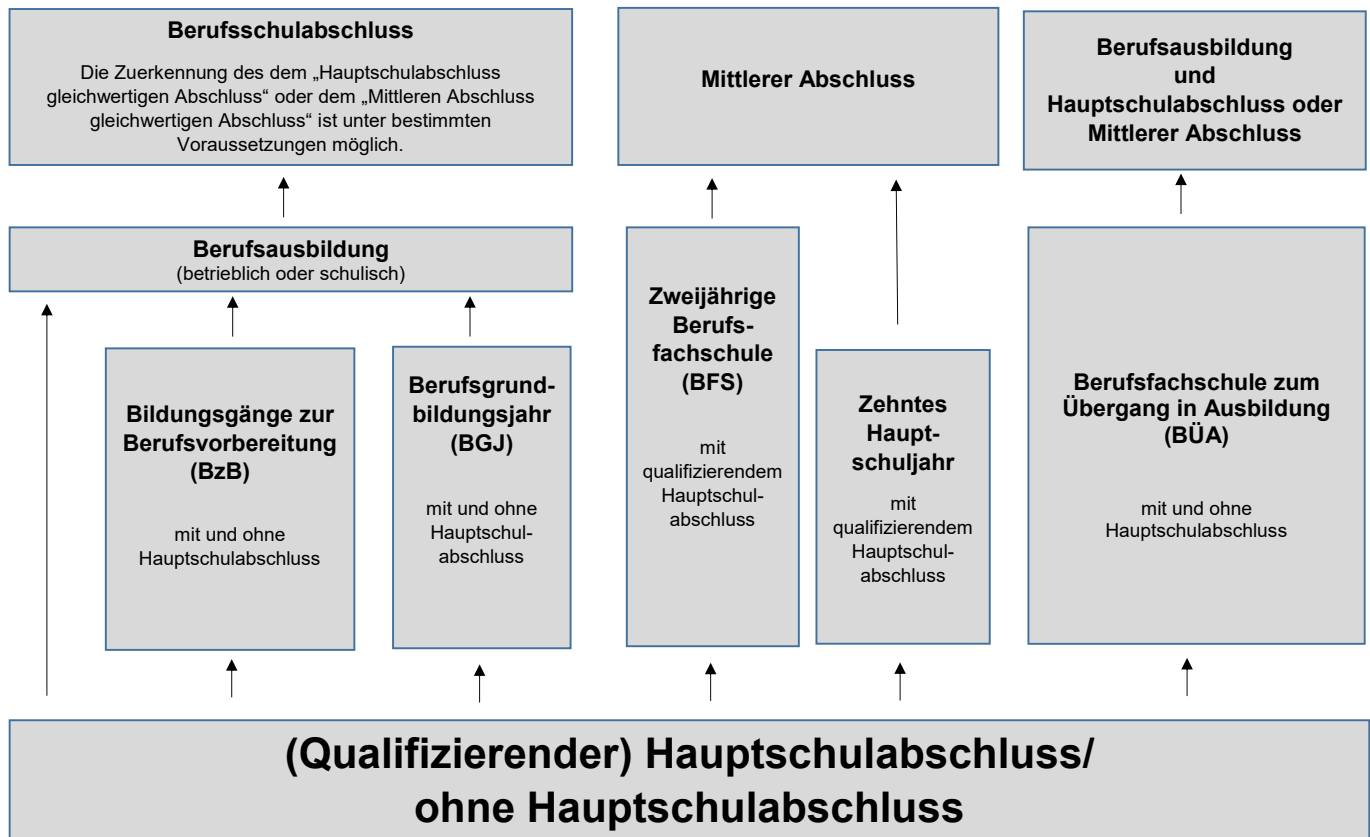 Berufsschulabschluss
Die Zuerkennung des dem „Hauptschulabschluss
gleichwertigen Abschluss“ oder dem „Mittleren Abschluss
gleichwertigen Abschluss“ ist unter bestimmten
Voraussetzungen möglich.
Mittlerer Abschluss
Berufsausbildung
und
Hauptschulabschluss oder
Mittlerer Abschluss
Berufsausbildung
(betrieblich oder schulisch)
Bildungsgänge zur
Berufsvorbereitung
(BzB)
mit und ohne
Hauptschulabschluss
Berufsgrund-
bildungsjahr
(BGJ)
mit und ohne
Hauptschul-
abschluss
Zweijährige
Berufs-
fachschule
(BFS)
mit
qualifizierendem
Hauptschul-
abschluss
Zehntes
Haupt-
schuljahr
mit
qualifizierendem
Hauptschul-
abschluss
Berufsfachschule zum
Übergang in Ausbildung
(BÜA)
mit und ohne
Hauptschulabschluss
(Qualifizierender) Hauptschulabschluss/
ohne Hauptschulabschluss